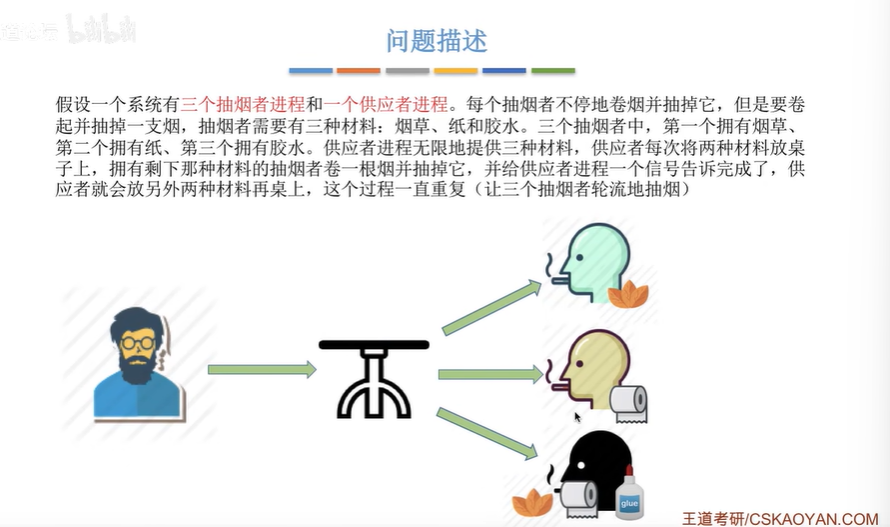 bilibili
问题描述
假设一个系统有三个抽烟者进程和一个供应者进程。每个抽烟者不停地卷烟并抽掉它，但是要卷
起并抽掉一支烟，抽烟者需要有三种材料：烟草、纸和胶水。三个抽烟者中，第一个拥有烟草、
第二个拥有纸、第三个拥有胶水。供应者进程无限地提供三种材料，供应者每次将两种材料放桌
子上，拥有剩下那种材料的抽烟者卷一根烟并抽掉它，并给供应者进程一个信号告诉完成了，供
应者就会放另外两种材料再桌上，这个过程一直重复（让三个抽烟者轮流地抽烟）
glue
王道考研/CSKAOYAN.COM